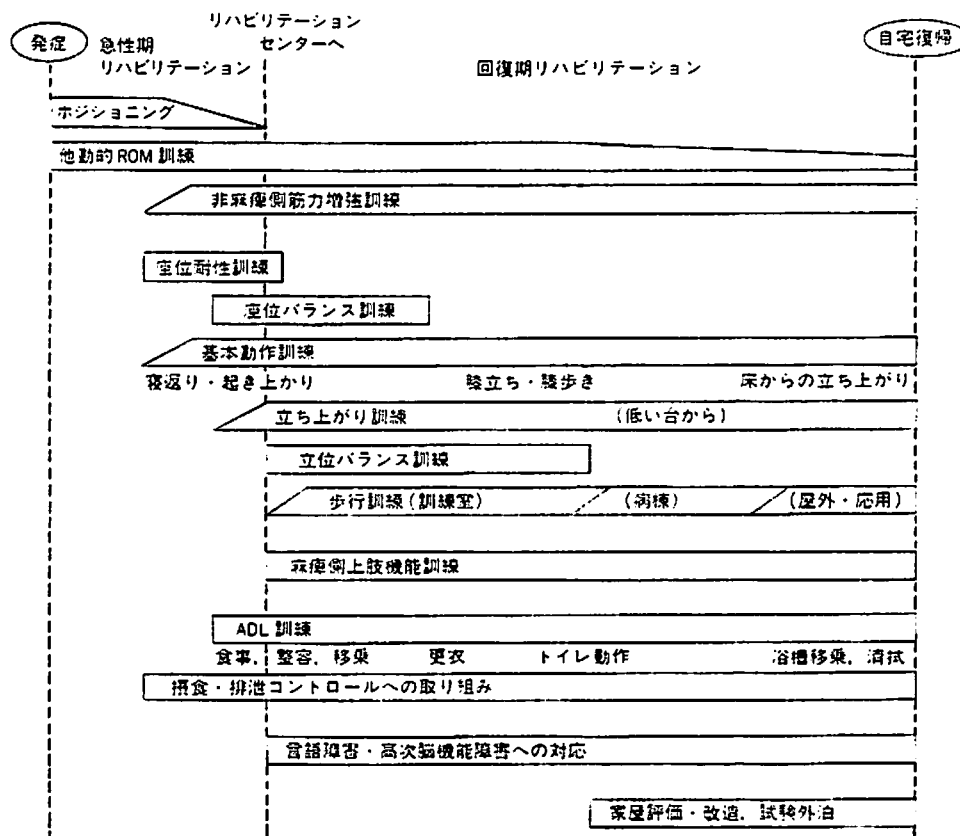 リハビリテーション
センターへ
発症
急性期
リハビリテーション
回復期リハビリテーション
自宅復帰
ポジショニング
他動的ROM訓練
非麻痺側筋力増強訓練
座位耐性訓練
座位バランス訓練
基本動作訓練
寝返り・起き上がり 膝立ち・膝歩き 床からの立ち上がり
立ち上がり訓練 (低い台から)
立位バランス訓練
歩行訓練(訓練室) (病棟) (屋外・応用)
麻痺側上肢機能訓練
ADL 訓練
食事, 整容, 移乗 更衣 トイレ動作 浴槽移乗, 清拭
摂食・排泄コントロールへの取り組み
言語障害・高次脳機能障害への対応
家屋評価・改造, 試験外泊